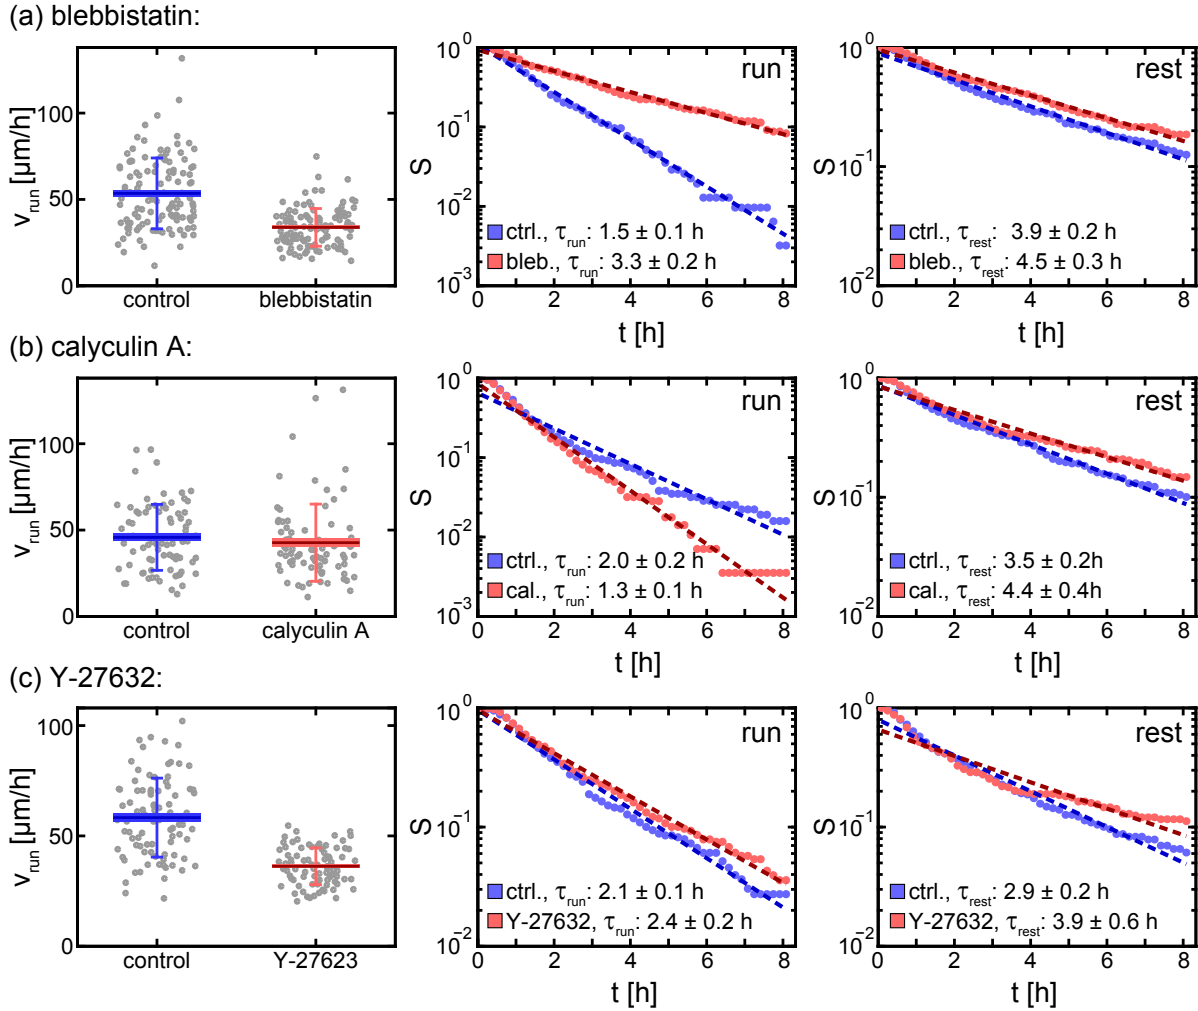 (a) blebbistatin:
v_run [µm/h]
100
50
0
control
blebbistatin
S
10^0
10^-1
10^-2
10^-3
run
ctrl., τ_run: 1.5 ± 0.1 h
bleb., τ_run: 3.3 ± 0.2 h
0 2 4 6 8
t [h]
S
10^0
10^-1
10^-2
rest
ctrl., τ_rest: 3.9 ± 0.2 h
bleb., τ_rest: 4.5 ± 0.3 h
0 2 4 6 8
t [h]
(b) calyculin A:
v_run [µm/h]
100
50
0
control
calyculin A
S
10^0
10^-1
10^-2
10^-3
run
ctrl., τ_run: 2.0 ± 0.2 h
cal., τ_run: 1.3 ± 0.1 h
0 2 4 6 8
t [h]
S
10^0
10^-1
10^-2
rest
ctrl., τ_rest: 3.5 ± 0.2h
cal., τ_rest: 4.4 ± 0.4h
0 2 4 6 8
t [h]
(c) Y-27632:
v_run [µm/h]
100
50
0
control
Y-27623
S
10^0
10^-1
10^-2
run
ctrl., τ_run: 2.1 ± 0.1 h
Y-27632, τ_run: 2.4 ± 0.2 h
0 2 4 6 8
t [h]
S
10^0
10^-1
10^-2
rest
ctrl., τ_rest: 2.9 ± 0.2 h
Y-27632, τ_rest: 3.9 ± 0.6 h
0 2 4 6 8
t [h]